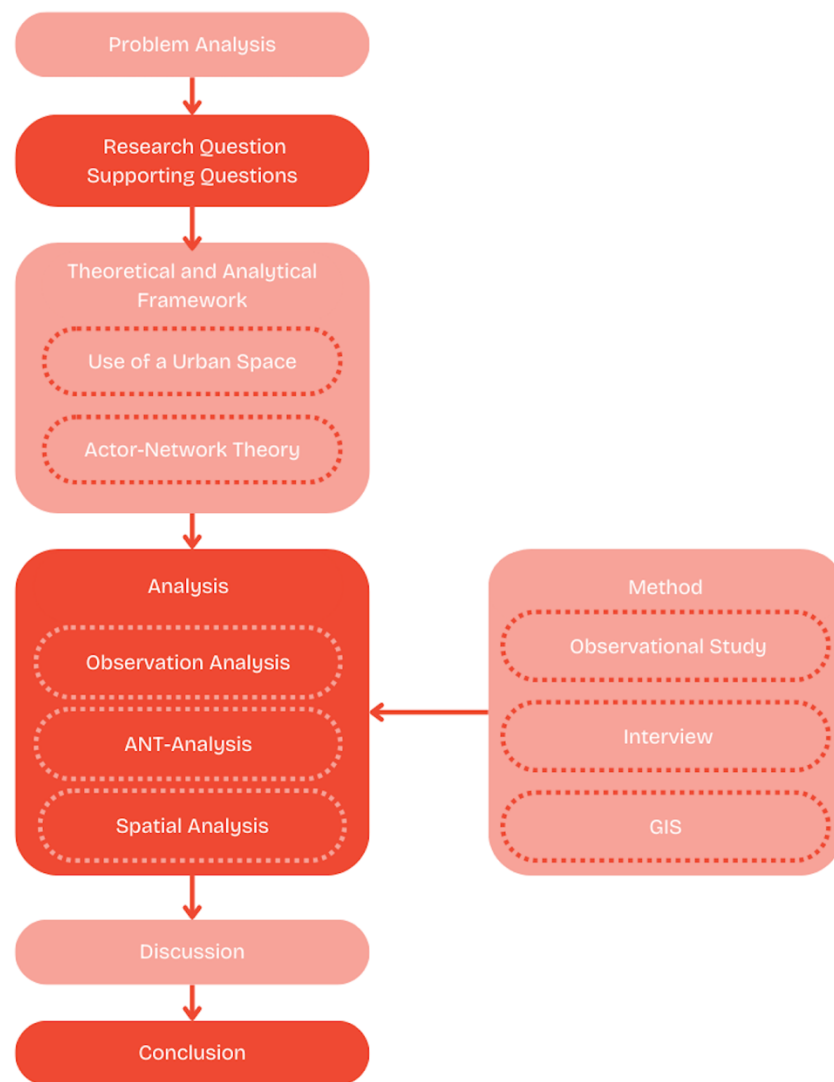 Problem Analysis
Research Question
Supporting Questions
Theoretical and Analytical
Framework
Use of a Urban Space
Actor-Network Theory
Analysis
Observation Analysis
ANT-Analysis
Spatial Analysis
Method
Observational Study
Interview
GIS
Discussion
Conclusion